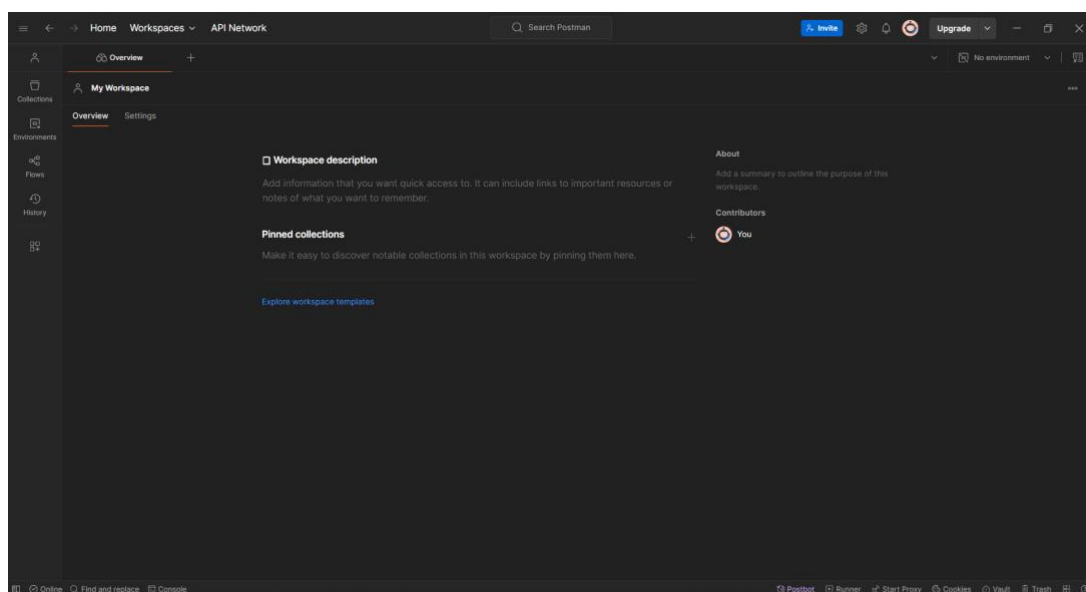 Home Workspaces API Network Search Postman Invite Upgrade
Overview No environment
My Workspace
Overview Settings
Collections
Environments
Flows
History
Workspace description
Add information that you want quick access to. It can include links to important resources or
notes of what you want to remember.
Pinned collections
Make it easy to discover notable collections in this workspace by pinning them here.
Explore workspace templates
About
Add a summary to outline the purpose of this
workspace.
Contributors
You
Online Find and replace Console Postbot Runner Start Proxy Cookies Vault Trash